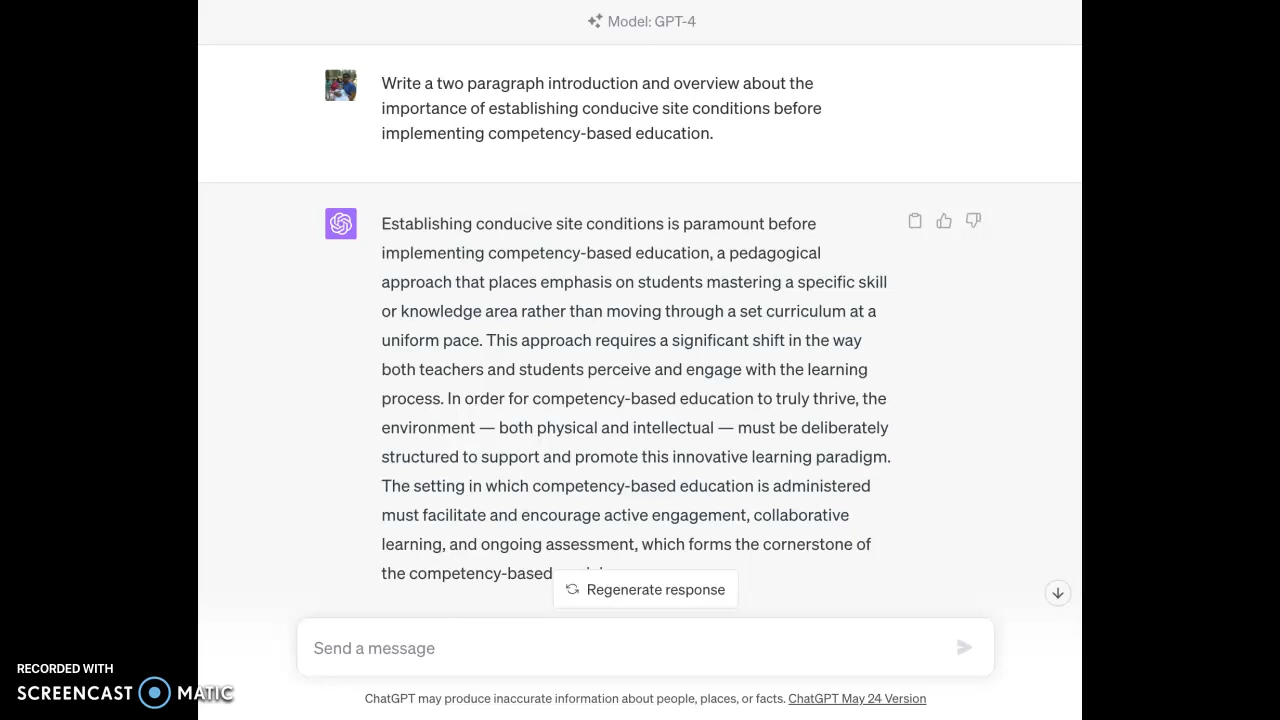 Model: GPT-4
Write a two paragraph introduction and overview about the
importance of establishing conducive site conditions before
implementing competency-based education.
Establishing conducive site conditions is paramount before
implementing competency-based education, a pedagogical
approach that places emphasis on students mastering a specific skill
or knowledge area rather than moving through a set curriculum at a
uniform pace. This approach requires a significant shift in the way
both teachers and students perceive and engage with the learning
process. In order for competency-based education to truly thrive, the
environment — both physical and intellectual — must be deliberately
structured to support and promote this innovative learning paradigm.
The setting in which competency-based education is administered
must facilitate and encourage active engagement, collaborative
learning, and ongoing assessment, which forms the cornerstone of
the competency-based
Regenerate response
Send a message
ChatGPT may produce inaccurate information about people, places, or facts. ChatGPT May 24 Version
RECORDED WITH
SCREENCAST MATIC